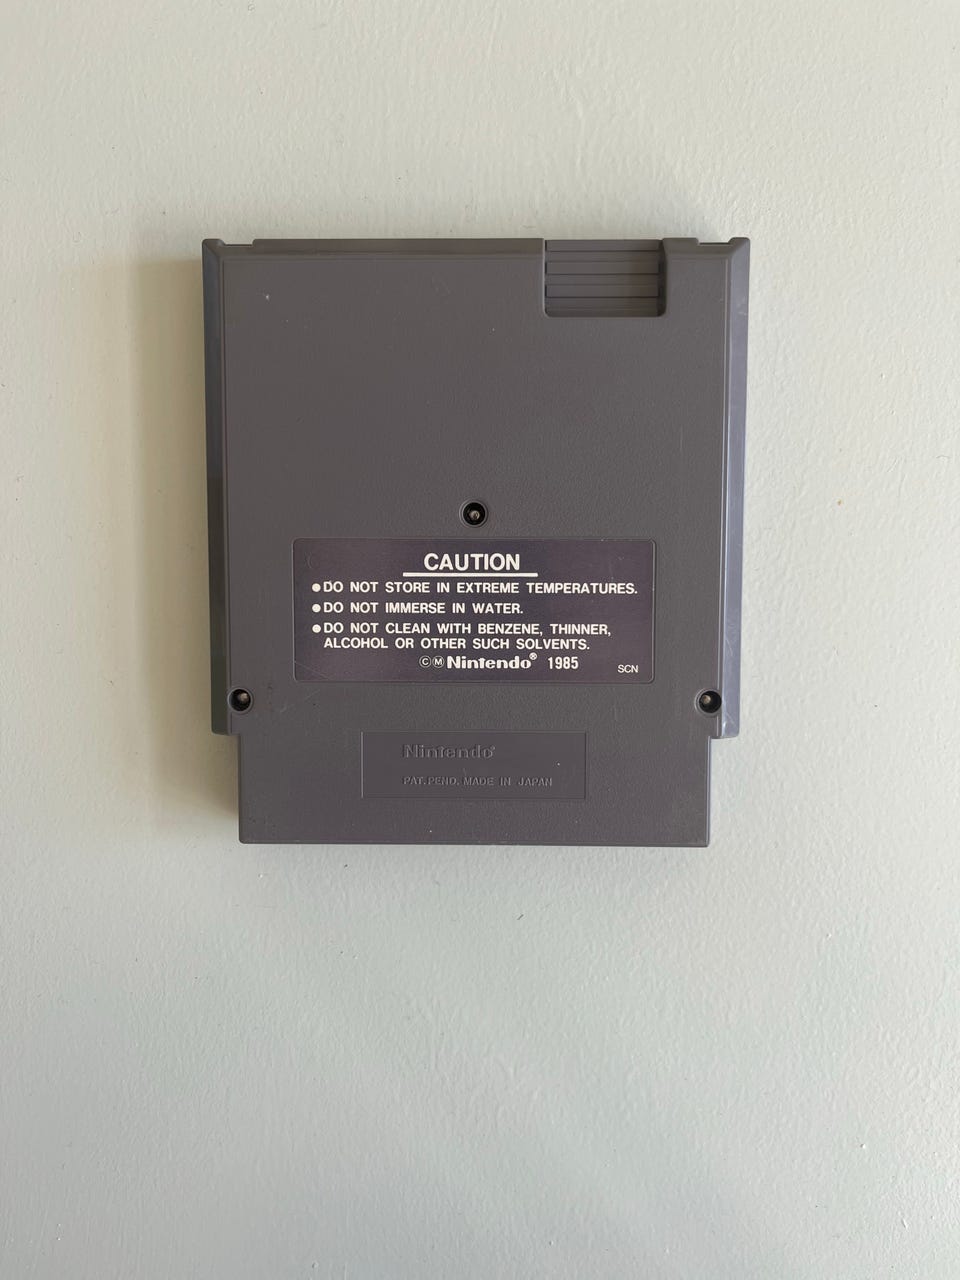 CAUTION
●DO NOT STORE IN EXTREME TEMPERATURES.
●DO NOT IMMERSE IN WATER.
●DO NOT CLEAN WITH BENZENE, THINNER,
ALCOHOL OR OTHER SUCH SOLVENTS.
ⒸⓂNintendo® 1985 SCN
Nintendo®
PAT. PEND. MADE IN JAPAN